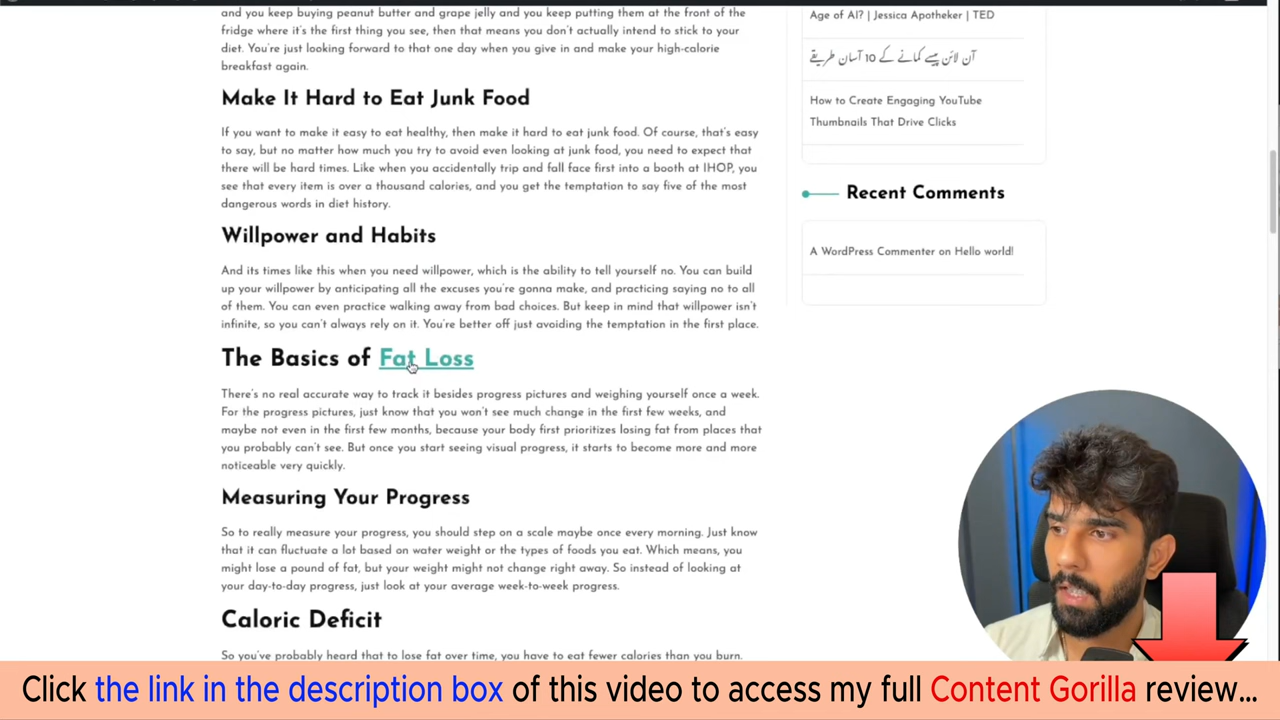 and you keep buying peanut butter and grape jelly and you keep putting them at the front of the
fridge where it's the first thing you see, then that means you don't actually intend to stick to your
diet. You're just looking forward to that one day when you give in and make your high-calorie
breakfast again.
Make It Hard to Eat Junk Food
If you want to make it easy to eat healthy, then make it hard to eat junk food. Of course, that's easy
to say, but no matter how much you try to avoid even looking at junk food, you need to expect that
there will be hard times. Like when you accidentally trip and fall face first into a booth at IHOP, you
see that every item is over a thousand calories, and you get the temptation to say five of the most
dangerous words in diet history.
Willpower and Habits
And its times like this when you need willpower, which is the ability to tell yourself no. You can build
up your willpower by anticipating all the excuses you're gonna make, and practicing saying no to all
of them. You can even practice walking away from bad choices. But keep in mind that willpower isn't
infinite, so you can't always rely on it. You're better off just avoiding the temptation in the first place.
The Basics of Fat Loss
There's no real accurate way to track it besides progress pictures and weighing yourself once a week.
For the progress pictures, just know that you won't see much change in the first few weeks, and
maybe not even in the first few months, because your body first prioritizes losing fat from places that
you probably can't see. But once you start seeing visual progress, it starts to become more and more
noticeable very quickly.
Measuring Your Progress
So to really measure your progress, you should step on a scale maybe once every morning. Just know
that it can fluctuate a lot based on water weight or the types of foods you eat. Which means, you
might lose a pound of fat, but your weight might not change right away. So instead of looking at
your day-to-day progress, just look at your average week-to-week progress.
Caloric Deficit
So you've probably heard that to lose fat over time, you have to eat fewer calories than you burn.
Age of AI? | Jessica Apotheker | TED
آن لائن پیسے کمانے کے 10 آسان طریقے
How to Create Engaging YouTube
Thumbnails That Drive Clicks
Recent Comments
A WordPress Commenter on Hello world!
Click the link in the description box of this video to access my full Content Gorilla review...